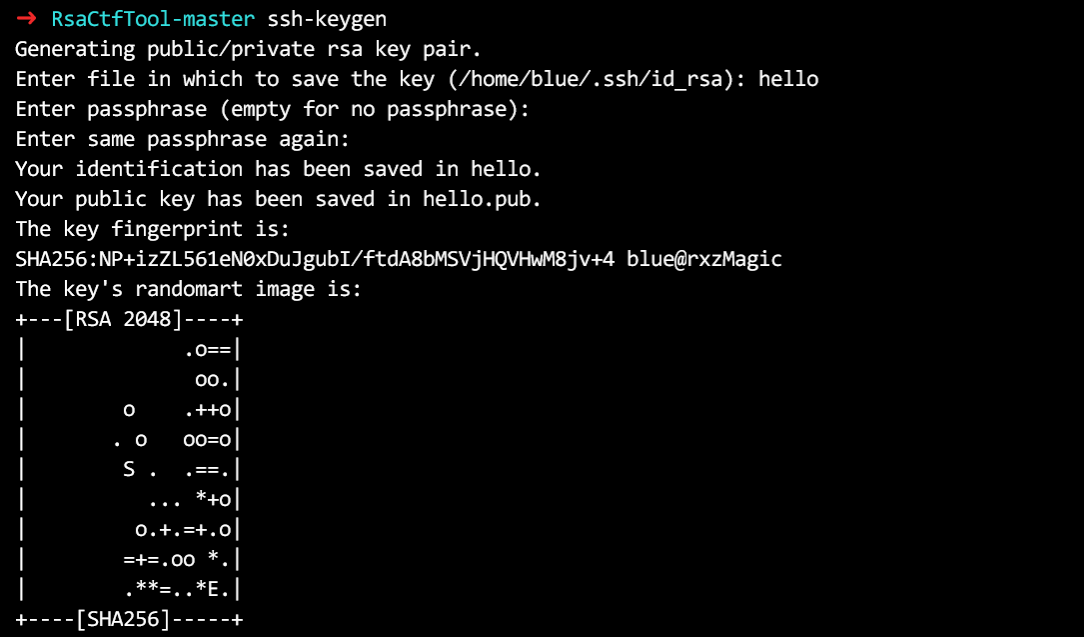 → RsaCtfTool-master ssh-keygen
Generating public/private rsa key pair.
Enter file in which to save the key (/home/blue/.ssh/id_rsa): hello
Enter passphrase (empty for no passphrase):
Enter same passphrase again:
Your identification has been saved in hello.
Your public key has been saved in hello.pub.
The key fingerprint is:
SHA256:NP+izZL561eN0xDuJgubI/ftdA8bMSVjHQVHwM8jv+4 blue@rxzMagic
The key's randomart image is:
+---[RSA 2048]----+
|             .o==|
|              oo.|
|        o    .++o|
|       . o   oo=o|
|        S .  .==.|
|          ... *+o|
|         o.+.=+.o|
|        =+=.oo *.|
|        .**=..*E.|
+----[SHA256]-----+